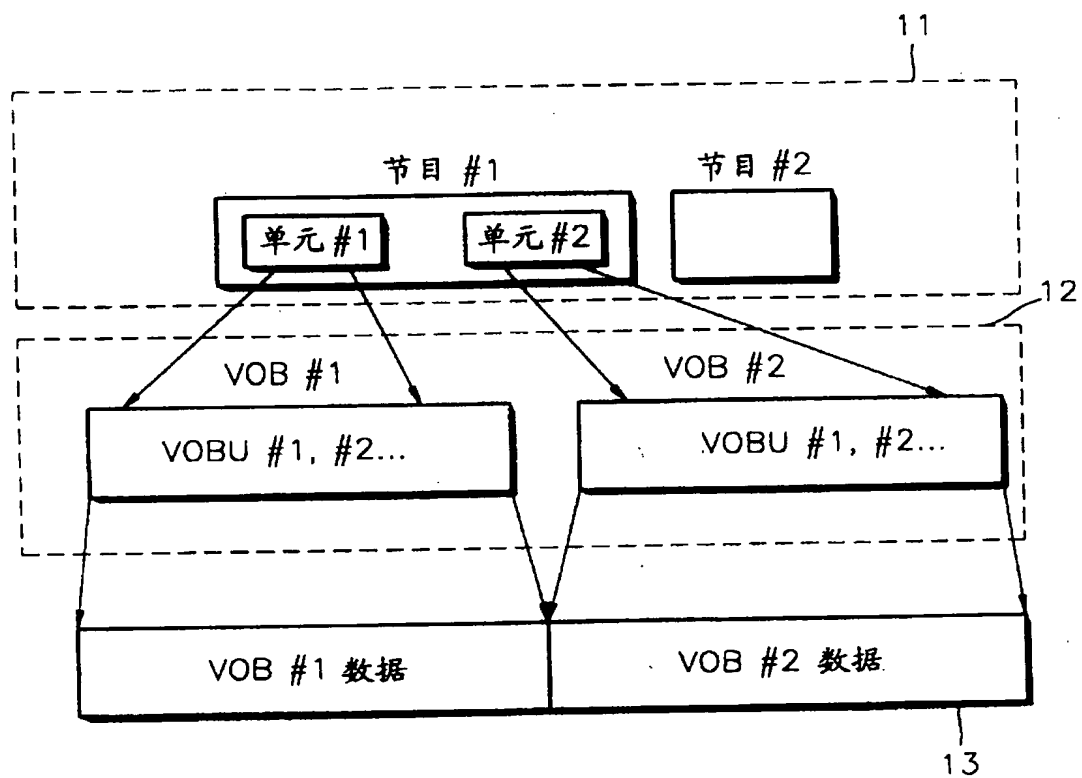 11
节目 #1
节目 #2
单元 #1
单元 #2
12
VOB #1
VOB #2
VOBU #1, #2...
VOBU #1, #2...
VOB #1 数据
VOB #2 数据
13